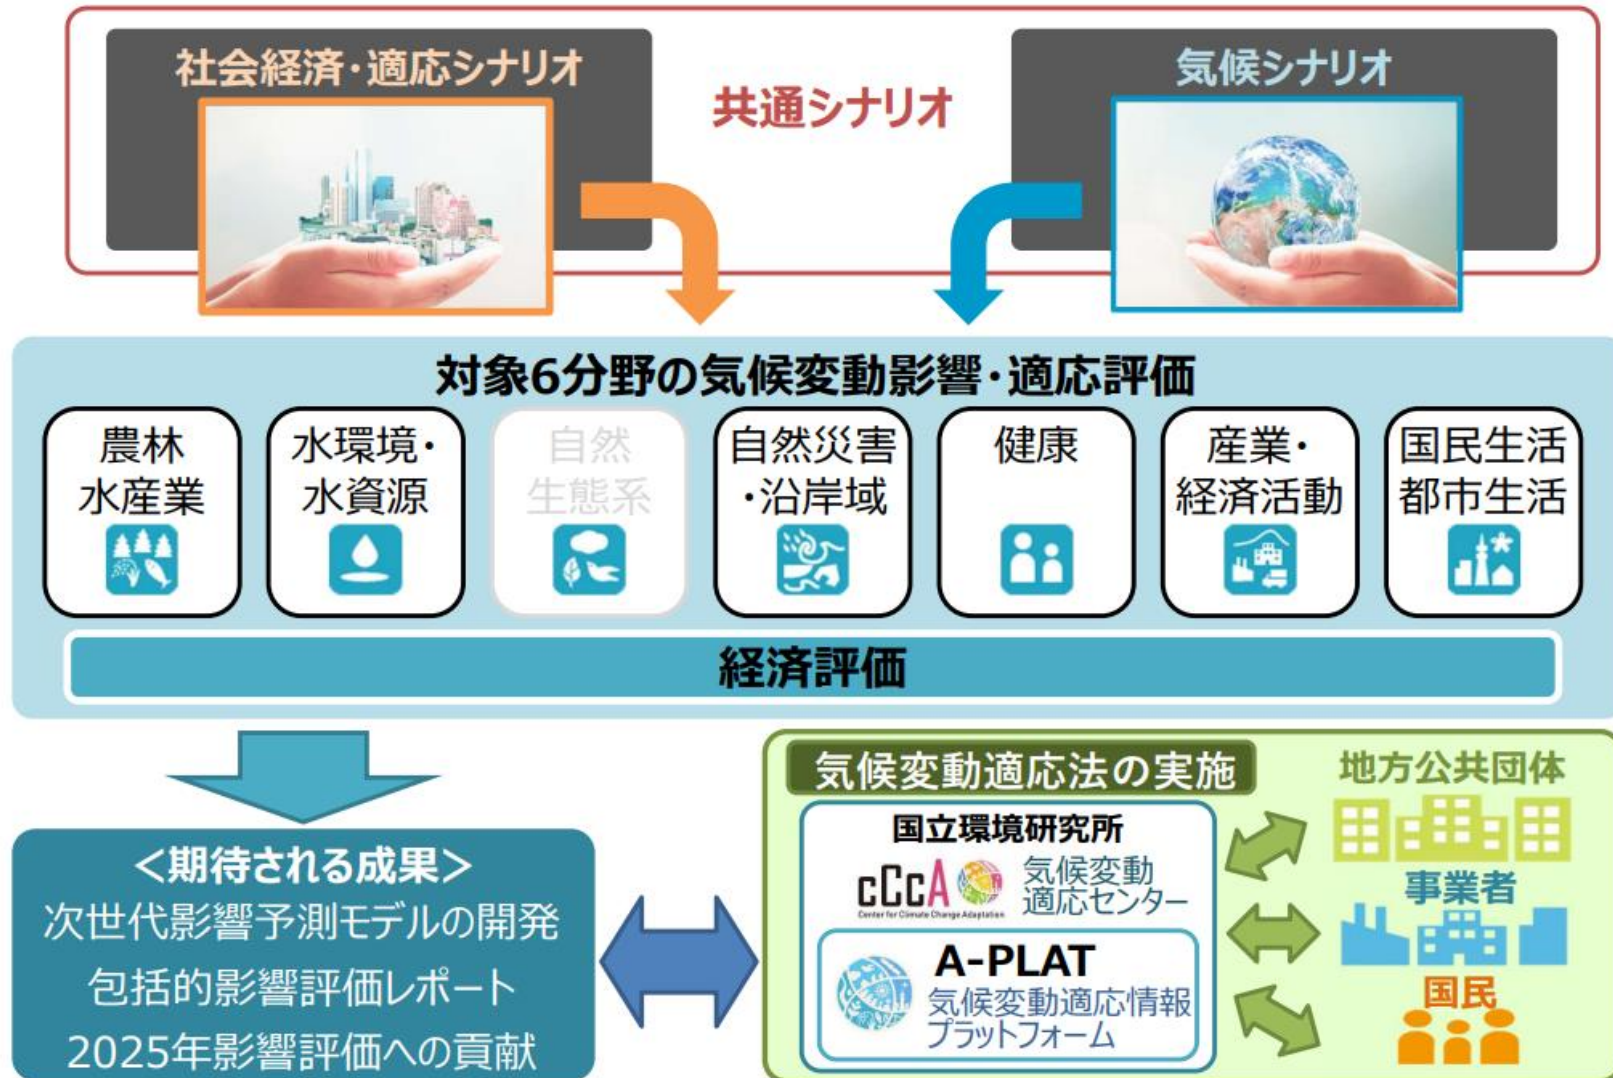 社会経済・適応シナリオ
共通シナリオ
気候シナリオ
対象6分野の気候変動影響・適応評価
農林
水産業
水環境・
水資源
自然
生態系
自然災害
・沿岸域
健康
産業・
経済活動
国民生活
都市生活
経済評価
＜期待される成果＞
次世代影響予測モデルの開発
包括的影響評価レポート
2025年影響評価への貢献
気候変動適応法の実施
国立環境研究所
cCcA
Center for Climate Change Adaptation
気候変動
適応センター
A-PLAT
気候変動適応情報
プラットフォーム
地方公共団体
事業者
国民